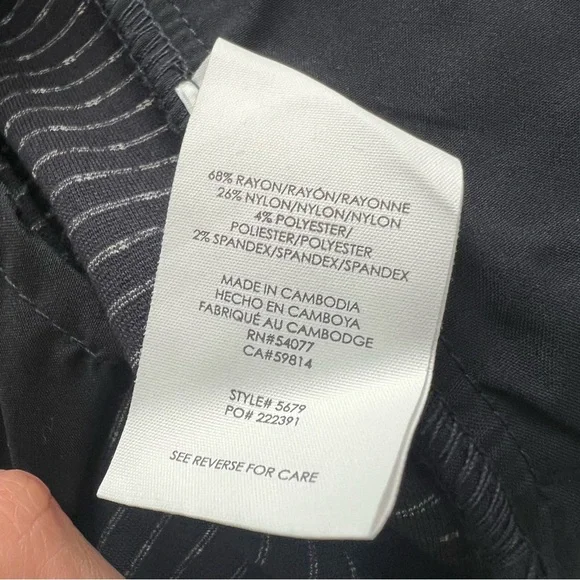 68% RAYON/RAYÓN/RAYONNE
26% NYLON/NYLON/NYLON
4% POLYESTER/
POLIESTER/POLYESTER
2% SPANDEX/SPANDEX/SPANDEX
MADE IN CAMBODIA
HECHO EN CAMBOYA
FABRIQUÉ AU CAMBODGE
RN#54077
CA#59814
STYLE# 5679
PO# 222391
SEE REVERSE FOR CARE